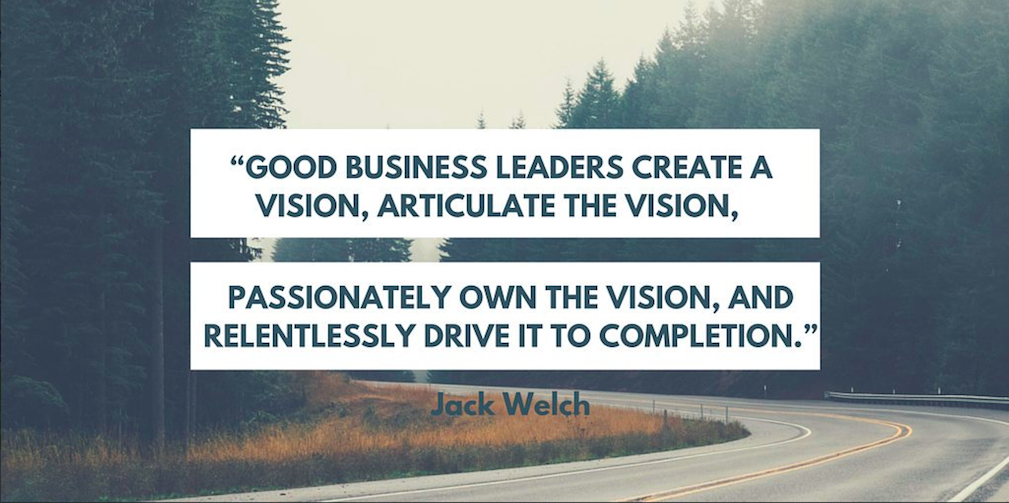 “GOOD BUSINESS LEADERS CREATE A
VISION, ARTICULATE THE VISION,
PASSIONATELY OWN THE VISION, AND
RELENTLESSLY DRIVE IT TO COMPLETION.”
Jack Welch